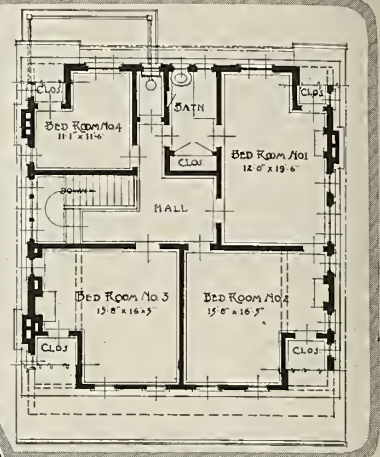 CLOS.
BED ROOM No.4
11'-1" x 11'-6"
BATH
CLOS.
CLOS.
BED ROOM No.1
12'-0" x 19'-6"
DOWN
HALL
BED ROOM No. 3
15'-8" x 16'-5"
BED ROOM No.2
15'-8" x 16'-5"
CLOS
CLOS